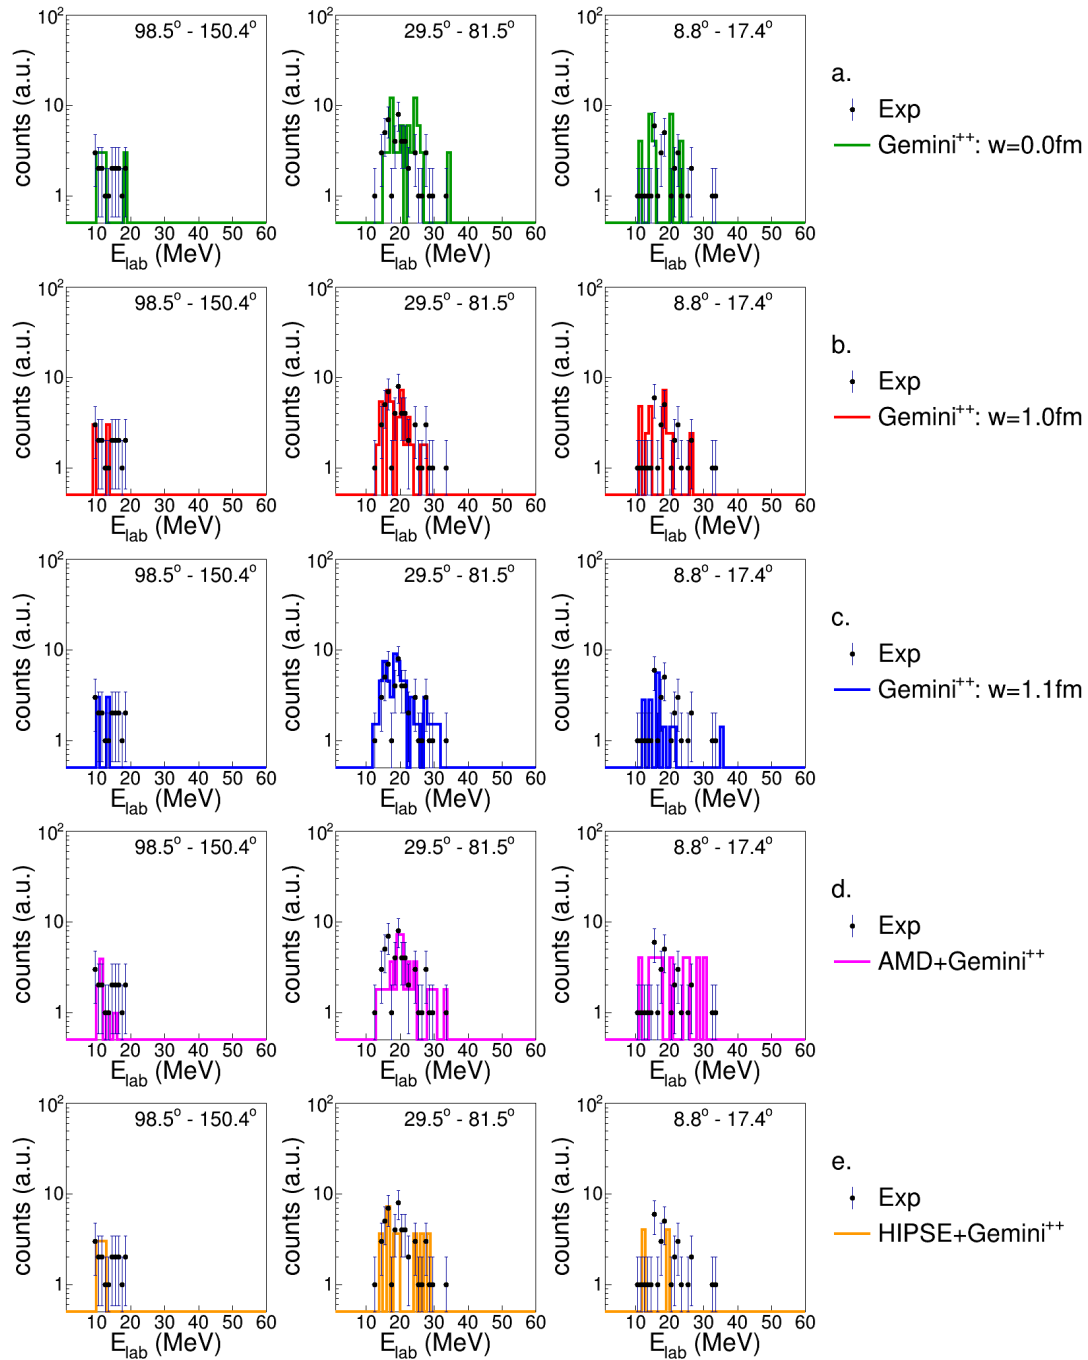 98.5° - 150.4°
29.5° - 81.5°
8.8° - 17.4°
a.
Exp
Gemini⁺⁺: w=0.0fm
counts (a.u.)
counts (a.u.)
counts (a.u.)
10²
10
1
10²
10
1
10²
10
1
10 20 30 40 50 60
10 20 30 40 50 60
10 20 30 40 50 60
E_lab (MeV)
E_lab (MeV)
E_lab (MeV)
98.5° - 150.4°
29.5° - 81.5°
8.8° - 17.4°
b.
Exp
Gemini⁺⁺: w=1.0fm
counts (a.u.)
counts (a.u.)
counts (a.u.)
10²
10
1
10²
10
1
10²
10
1
10 20 30 40 50 60
10 20 30 40 50 60
10 20 30 40 50 60
E_lab (MeV)
E_lab (MeV)
E_lab (MeV)
98.5° - 150.4°
29.5° - 81.5°
8.8° - 17.4°
c.
Exp
Gemini⁺⁺: w=1.1fm
counts (a.u.)
counts (a.u.)
counts (a.u.)
10²
10
1
10²
10
1
10²
10
1
10 20 30 40 50 60
10 20 30 40 50 60
10 20 30 40 50 60
E_lab (MeV)
E_lab (MeV)
E_lab (MeV)
98.5° - 150.4°
29.5° - 81.5°
8.8° - 17.4°
d.
Exp
AMD+Gemini⁺⁺
counts (a.u.)
counts (a.u.)
counts (a.u.)
10²
10
1
10²
10
1
10²
10
1
10 20 30 40 50 60
10 20 30 40 50 60
10 20 30 40 50 60
E_lab (MeV)
E_lab (MeV)
E_lab (MeV)
98.5° - 150.4°
29.5° - 81.5°
8.8° - 17.4°
e.
Exp
HIPSE+Gemini⁺⁺
counts (a.u.)
counts (a.u.)
counts (a.u.)
10²
10
1
10²
10
1
10²
10
1
10 20 30 40 50 60
10 20 30 40 50 60
10 20 30 40 50 60
E_lab (MeV)
E_lab (MeV)
E_lab (MeV)